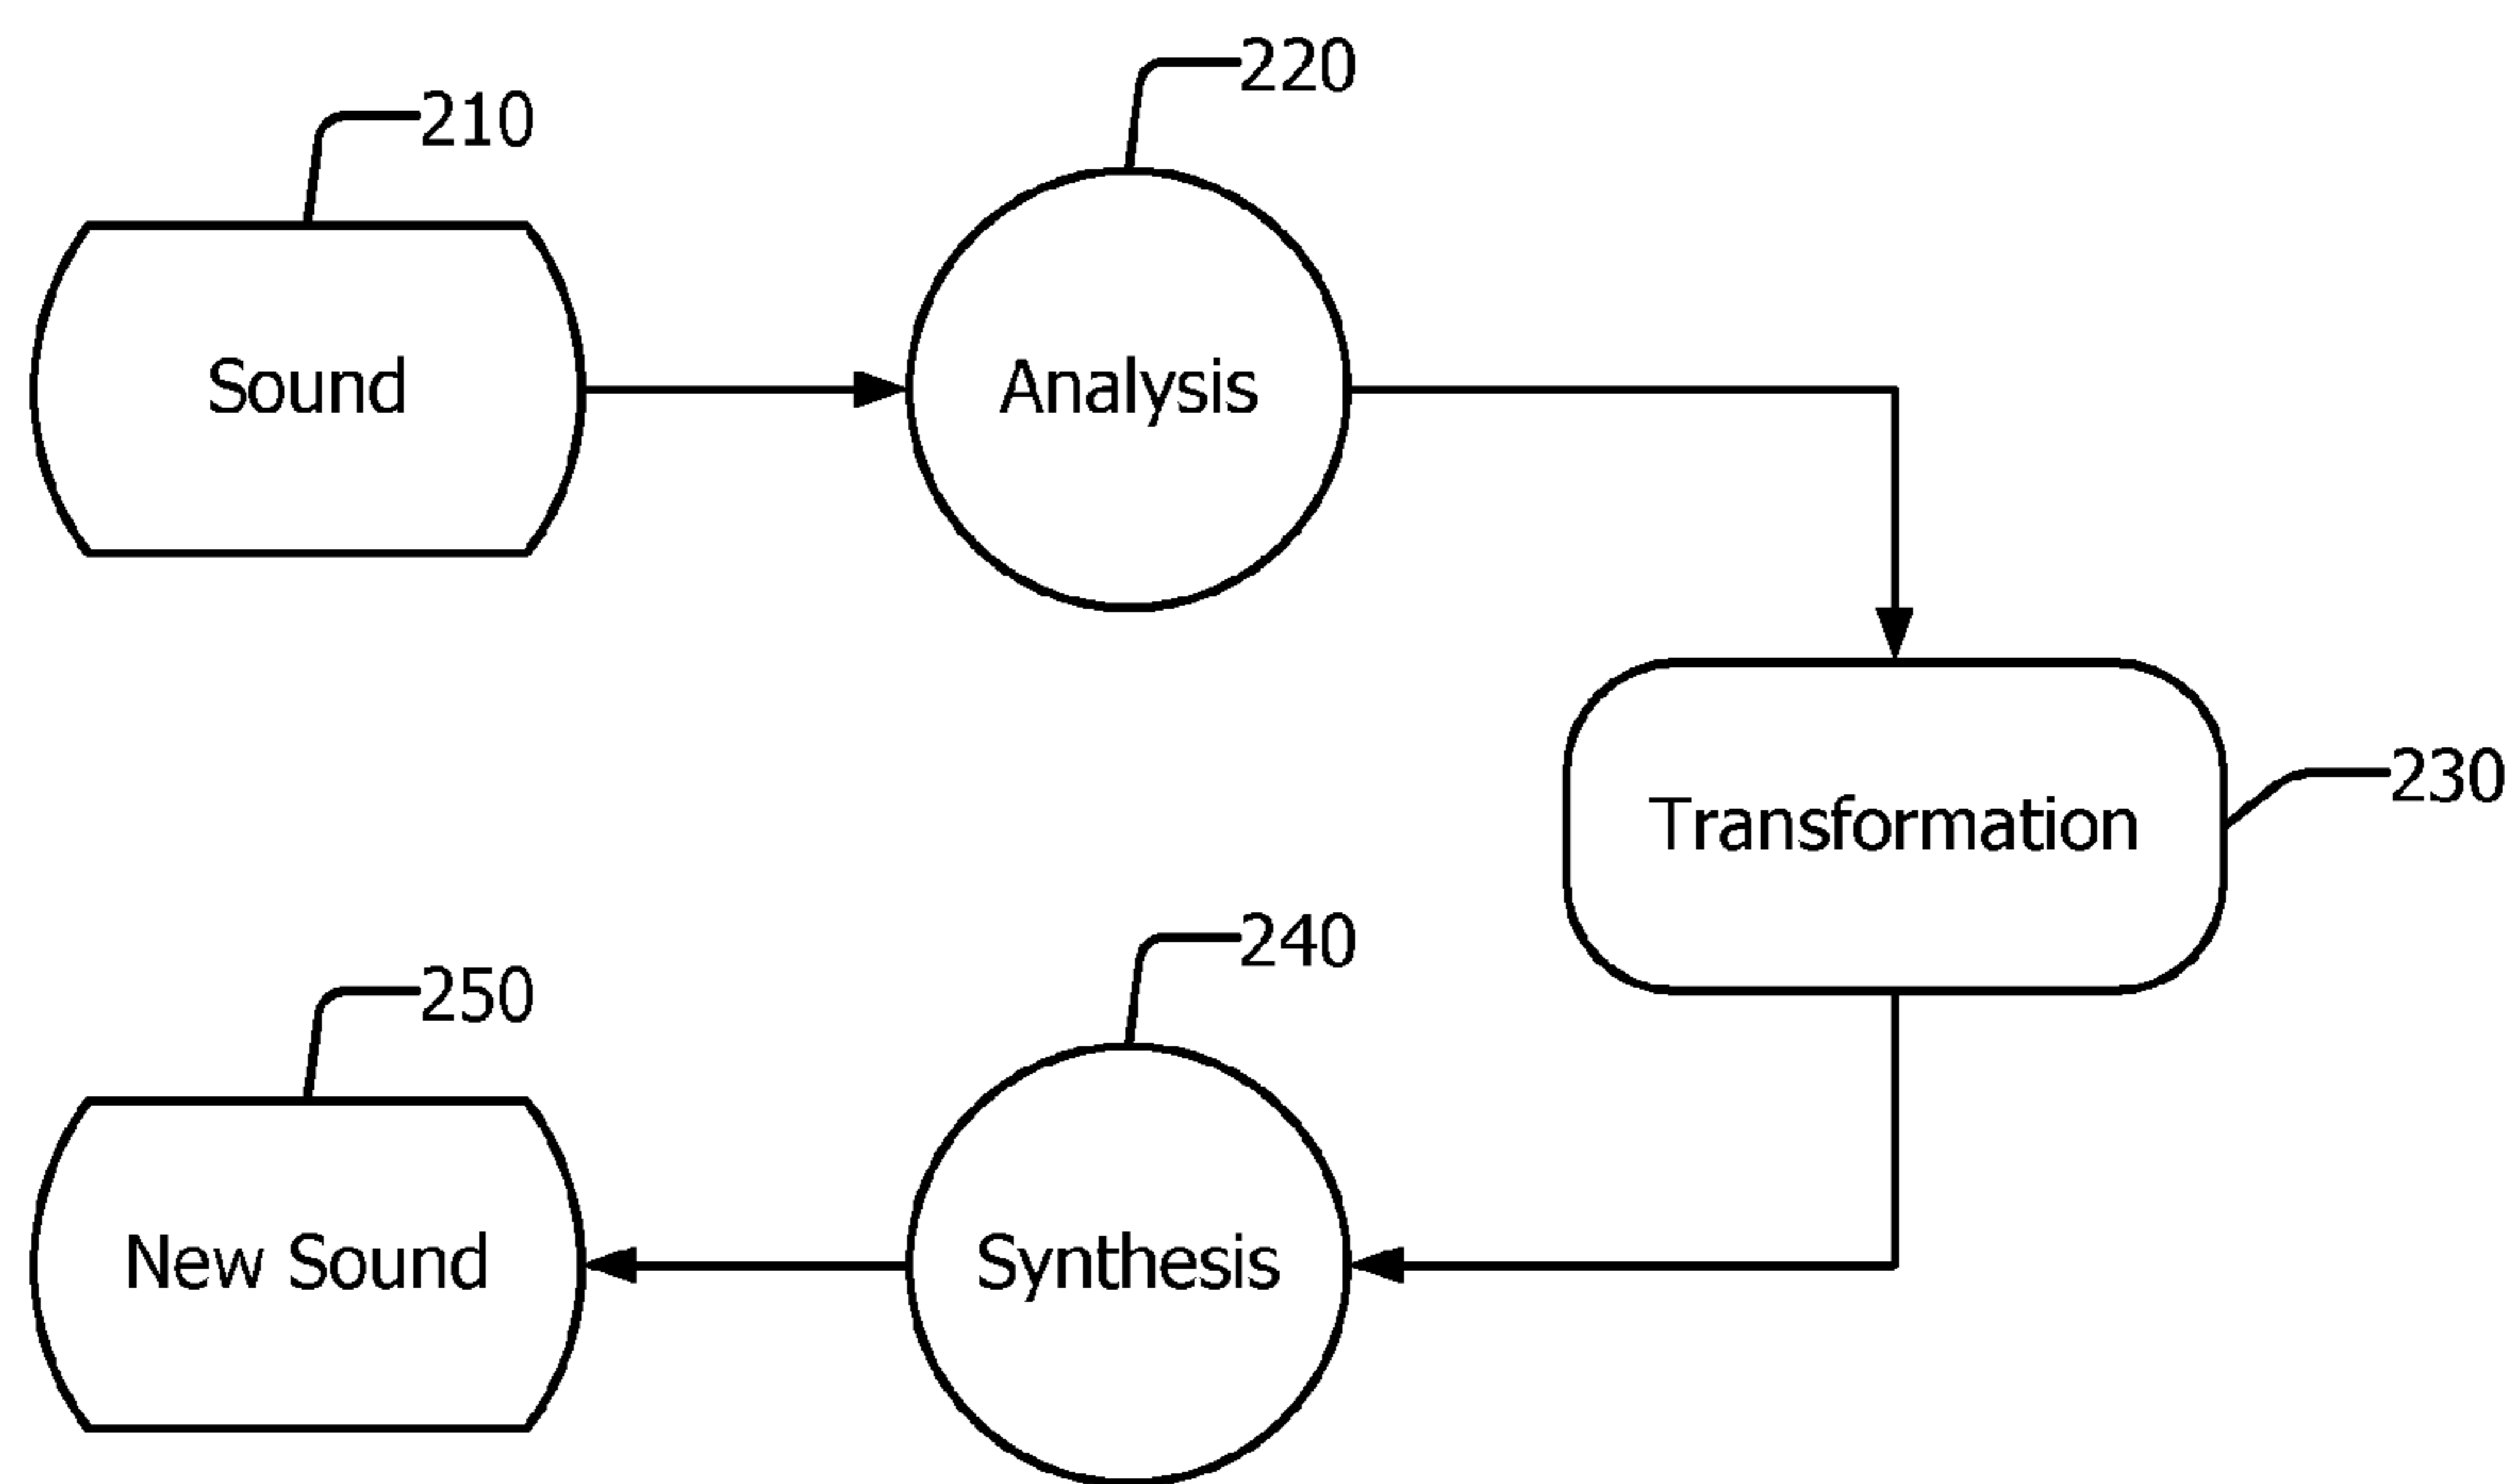 220
210
Sound
Analysis
230
Transformation
240
250
New Sound
Synthesis